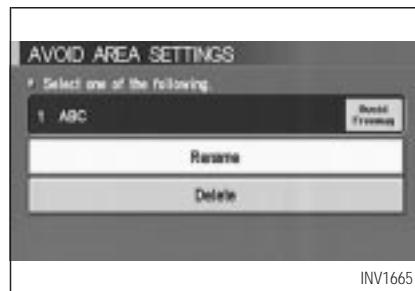 AVOID AREA SETTINGS
Select one of the following.
1 ABC
Avoid
Freeway
Rename
Delete
INV1665